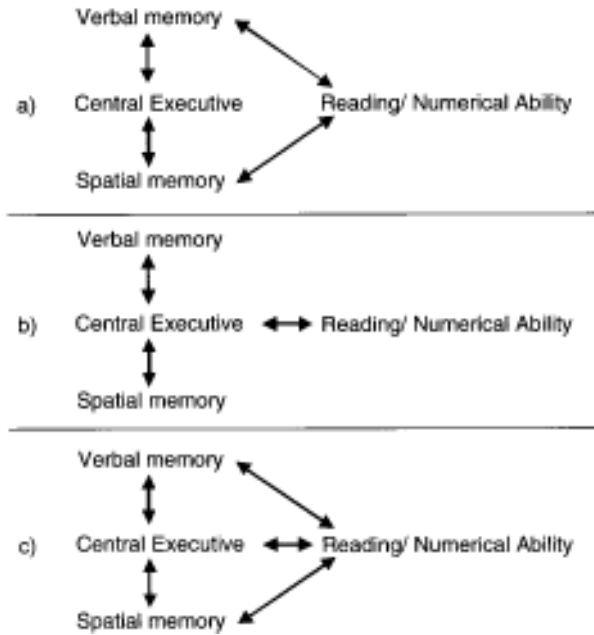 Verbal memory
a) Central Executive Reading/ Numerical Ability
Spatial memory
Verbal memory
b) Central Executive Reading/ Numerical Ability
Spatial memory
Verbal memory
c) Central Executive Reading/ Numerical Ability
Spatial memory